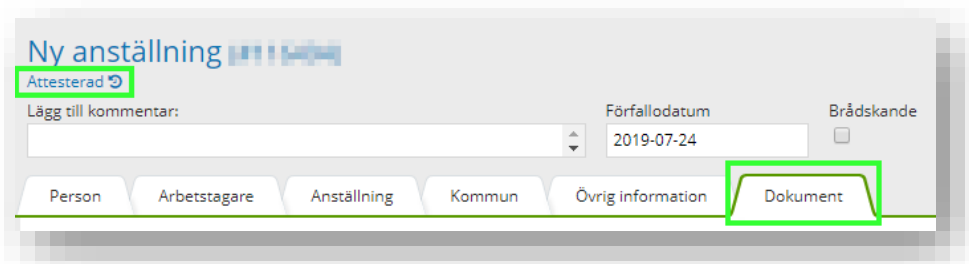 Ny anställning
Attesterad
Lägg till kommentar:
Förfallodatum
Brådskande
2019-07-24
Person
Arbetstagare
Anställning
Kommun
Övrig information
Dokument